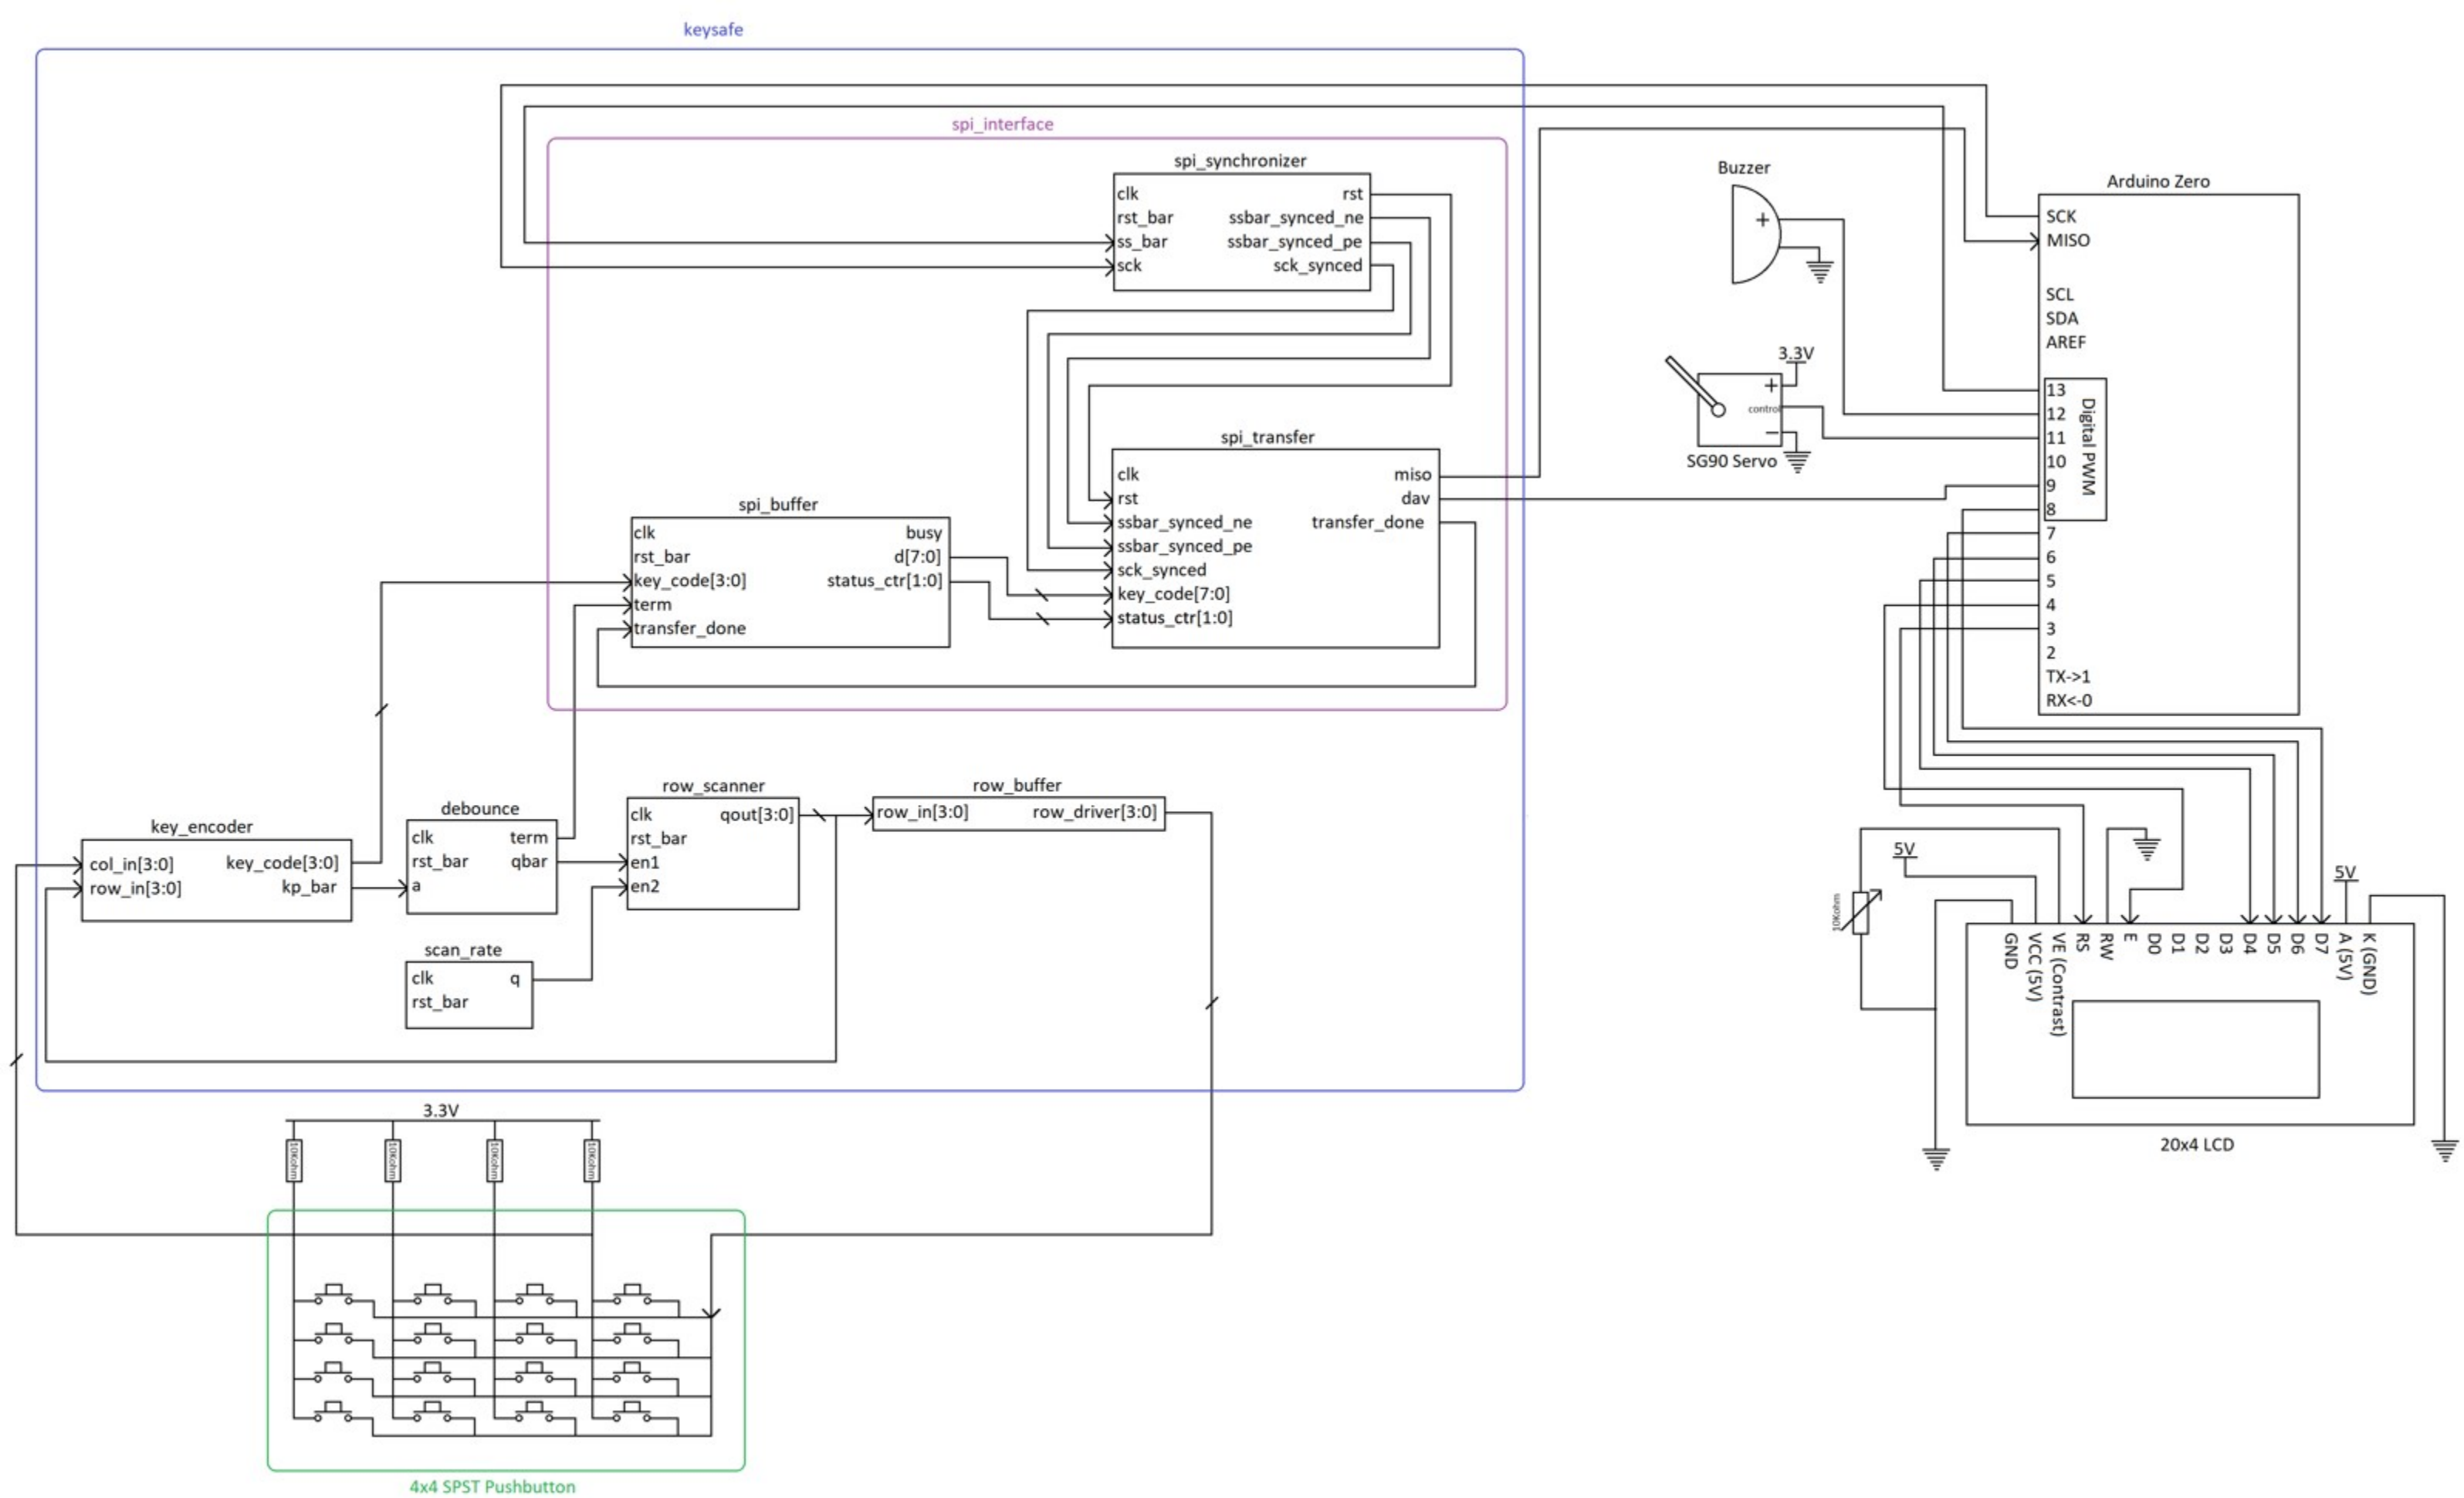 keysafe
spi_interface
spi_synchronizer
clk rst
rst_bar ssbar_synced_ne
ss_bar ssbar_synced_pe
sck sck_synced
Buzzer
+
Arduino Zero
SCK
MISO
SCL
SDA
AREF
13
12
11
10
9
8
Digital PWM
7
6
5
4
3
2
TX->1
RX<-0
3.3V
+
control
−
SG90 Servo
spi_transfer
clk miso
rst dav
ssbar_synced_ne transfer_done
ssbar_synced_pe
sck_synced
key_code[7:0]
status_ctr[1:0]
spi_buffer
clk busy
rst_bar d[7:0]
key_code[3:0] status_ctr[1:0]
term
transfer_done
key_encoder
col_in[3:0] key_code[3:0]
row_in[3:0] kp_bar
debounce
clk term
rst_bar qbar
a
row_scanner
clk qout[3:0]
rst_bar
en1
en2
row_buffer
row_in[3:0] row_driver[3:0]
scan_rate
clk q
rst_bar
5V
10Kohm
5V
GND
VCC (5V)
VE (Contrast)
RS
RW
E
D0
D1
D2
D3
D4
D5
D6
D7
A (5V)
K (GND)
20x4 LCD
3.3V
10Kohm
10Kohm
10Kohm
10Kohm
4x4 SPST Pushbutton